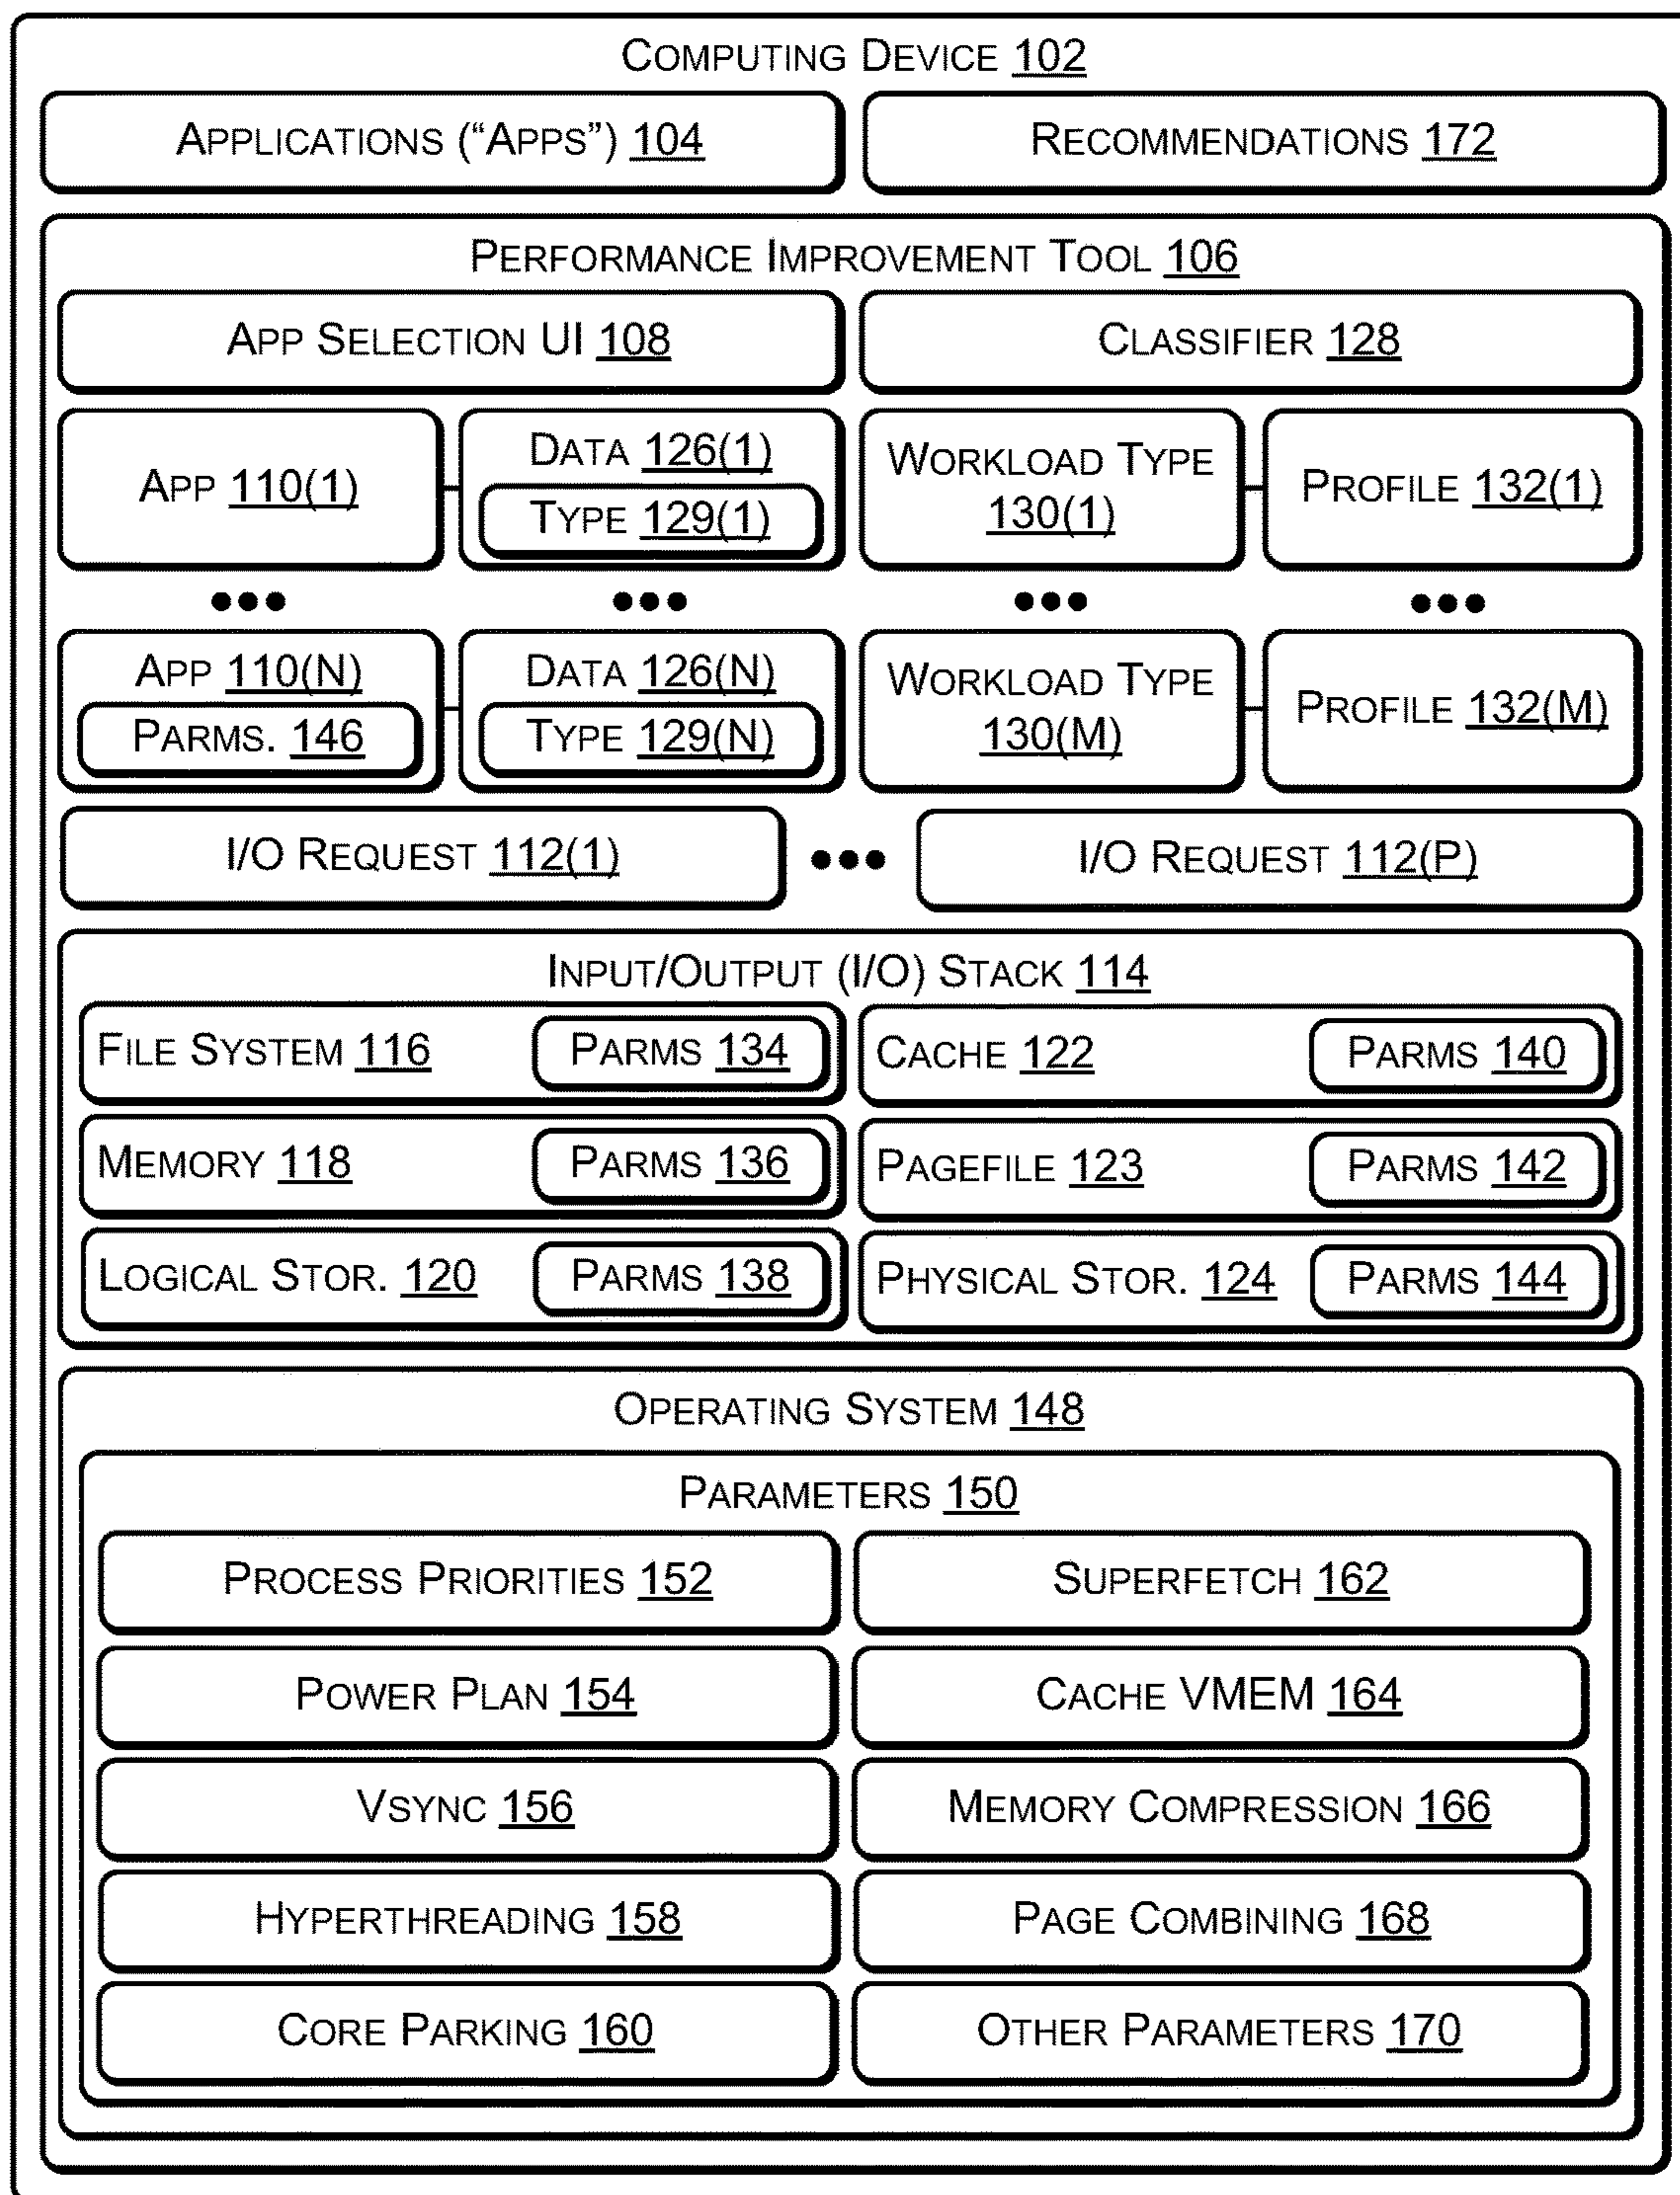 COMPUTING DEVICE 102
APPLICATIONS (“APPS”) 104
RECOMMENDATIONS 172
PERFORMANCE IMPROVEMENT TOOL 106
APP SELECTION UI 108
CLASSIFIER 128
APP 110(1)
DATA 126(1)
TYPE 129(1)
WORKLOAD TYPE
130(1)
PROFILE 132(1)
APP 110(N)
PARMS. 146
DATA 126(N)
TYPE 129(N)
WORKLOAD TYPE
130(M)
PROFILE 132(M)
I/O REQUEST 112(1)
I/O REQUEST 112(P)
INPUT/OUTPUT (I/O) STACK 114
FILE SYSTEM 116
PARMS 134
CACHE 122
PARMS 140
MEMORY 118
PARMS 136
PAGEFILE 123
PARMS 142
LOGICAL STOR. 120
PARMS 138
PHYSICAL STOR. 124
PARMS 144
OPERATING SYSTEM 148
PARAMETERS 150
PROCESS PRIORITIES 152
SUPERFETCH 162
POWER PLAN 154
CACHE VMEM 164
VSYNC 156
MEMORY COMPRESSION 166
HYPERTHREADING 158
PAGE COMBINING 168
CORE PARKING 160
OTHER PARAMETERS 170